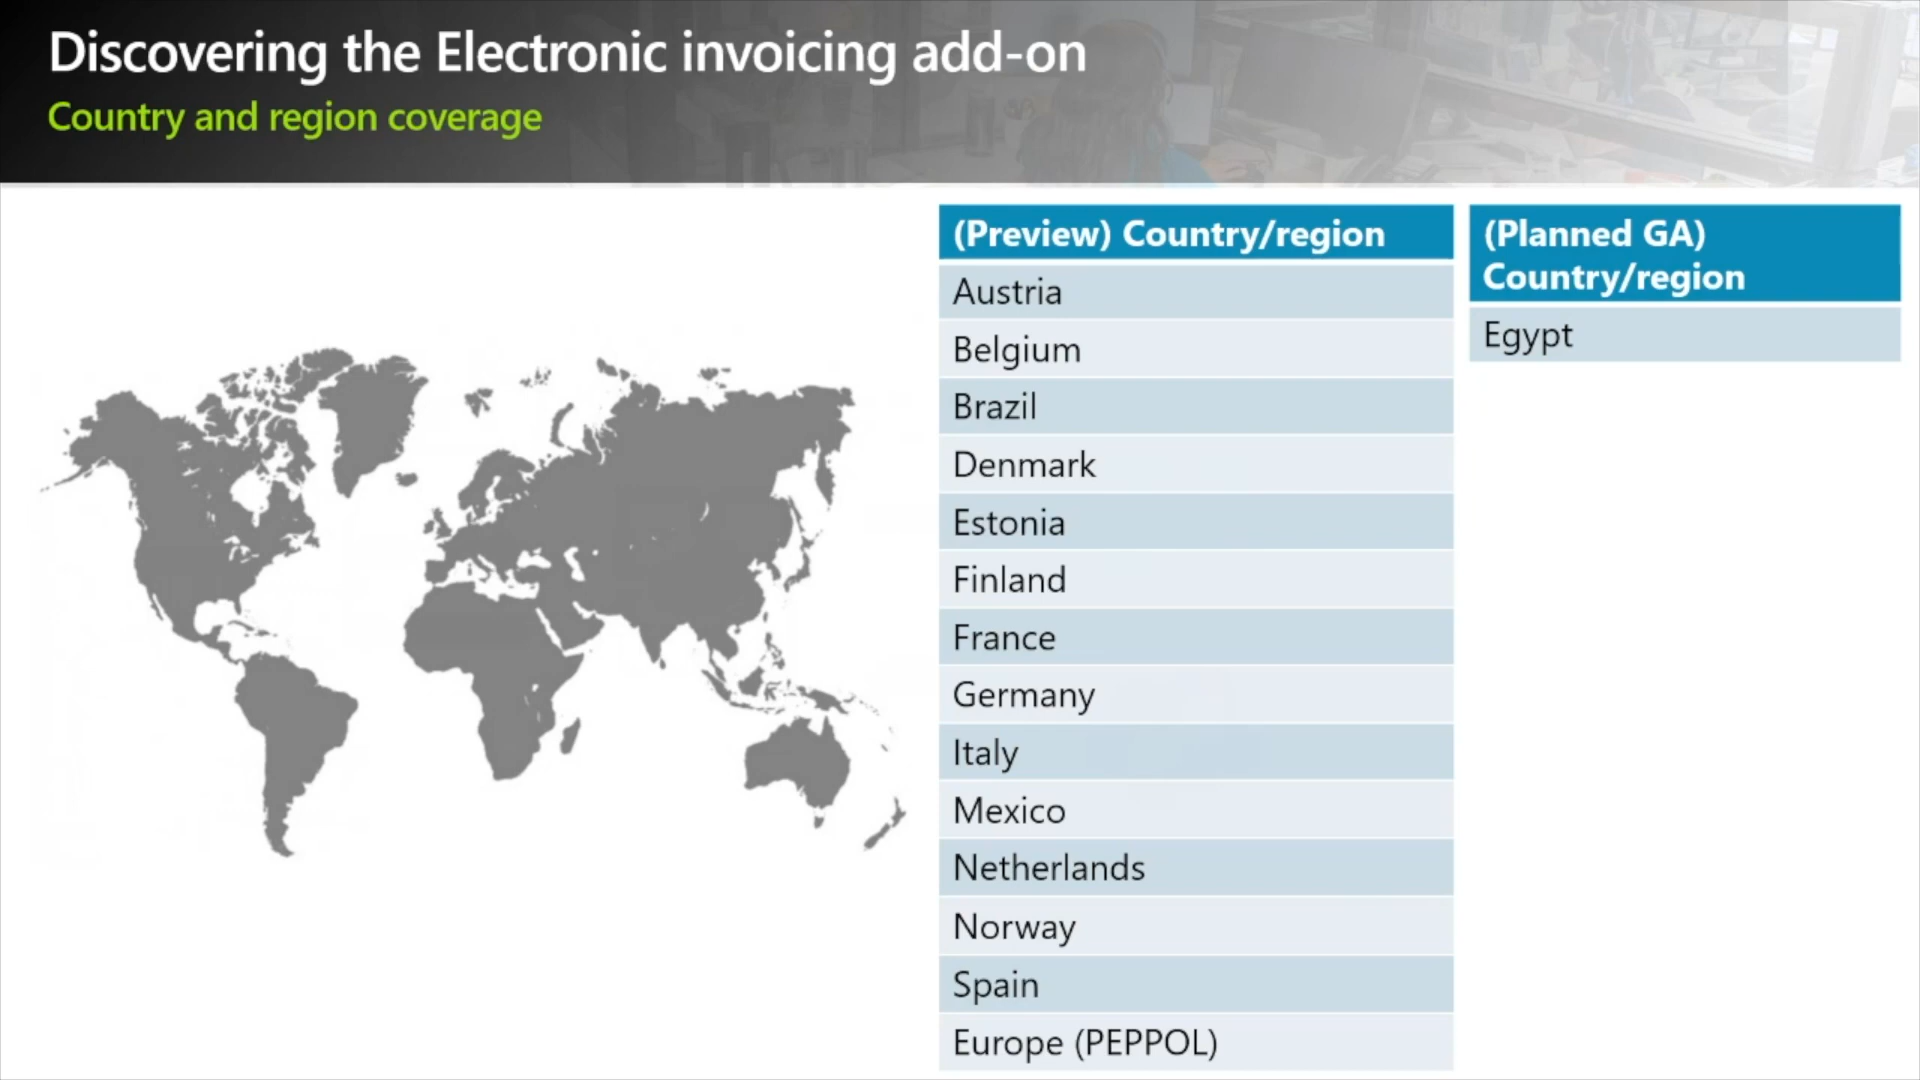 Discovering the Electronic invoicing add-on
Country and region coverage
(Preview) Country/region
Austria
Belgium
Brazil
Denmark
Estonia
Finland
France
Germany
Italy
Mexico
Netherlands
Norway
Spain
Europe (PEPPOL)
(Planned GA)
Country/region
Egypt